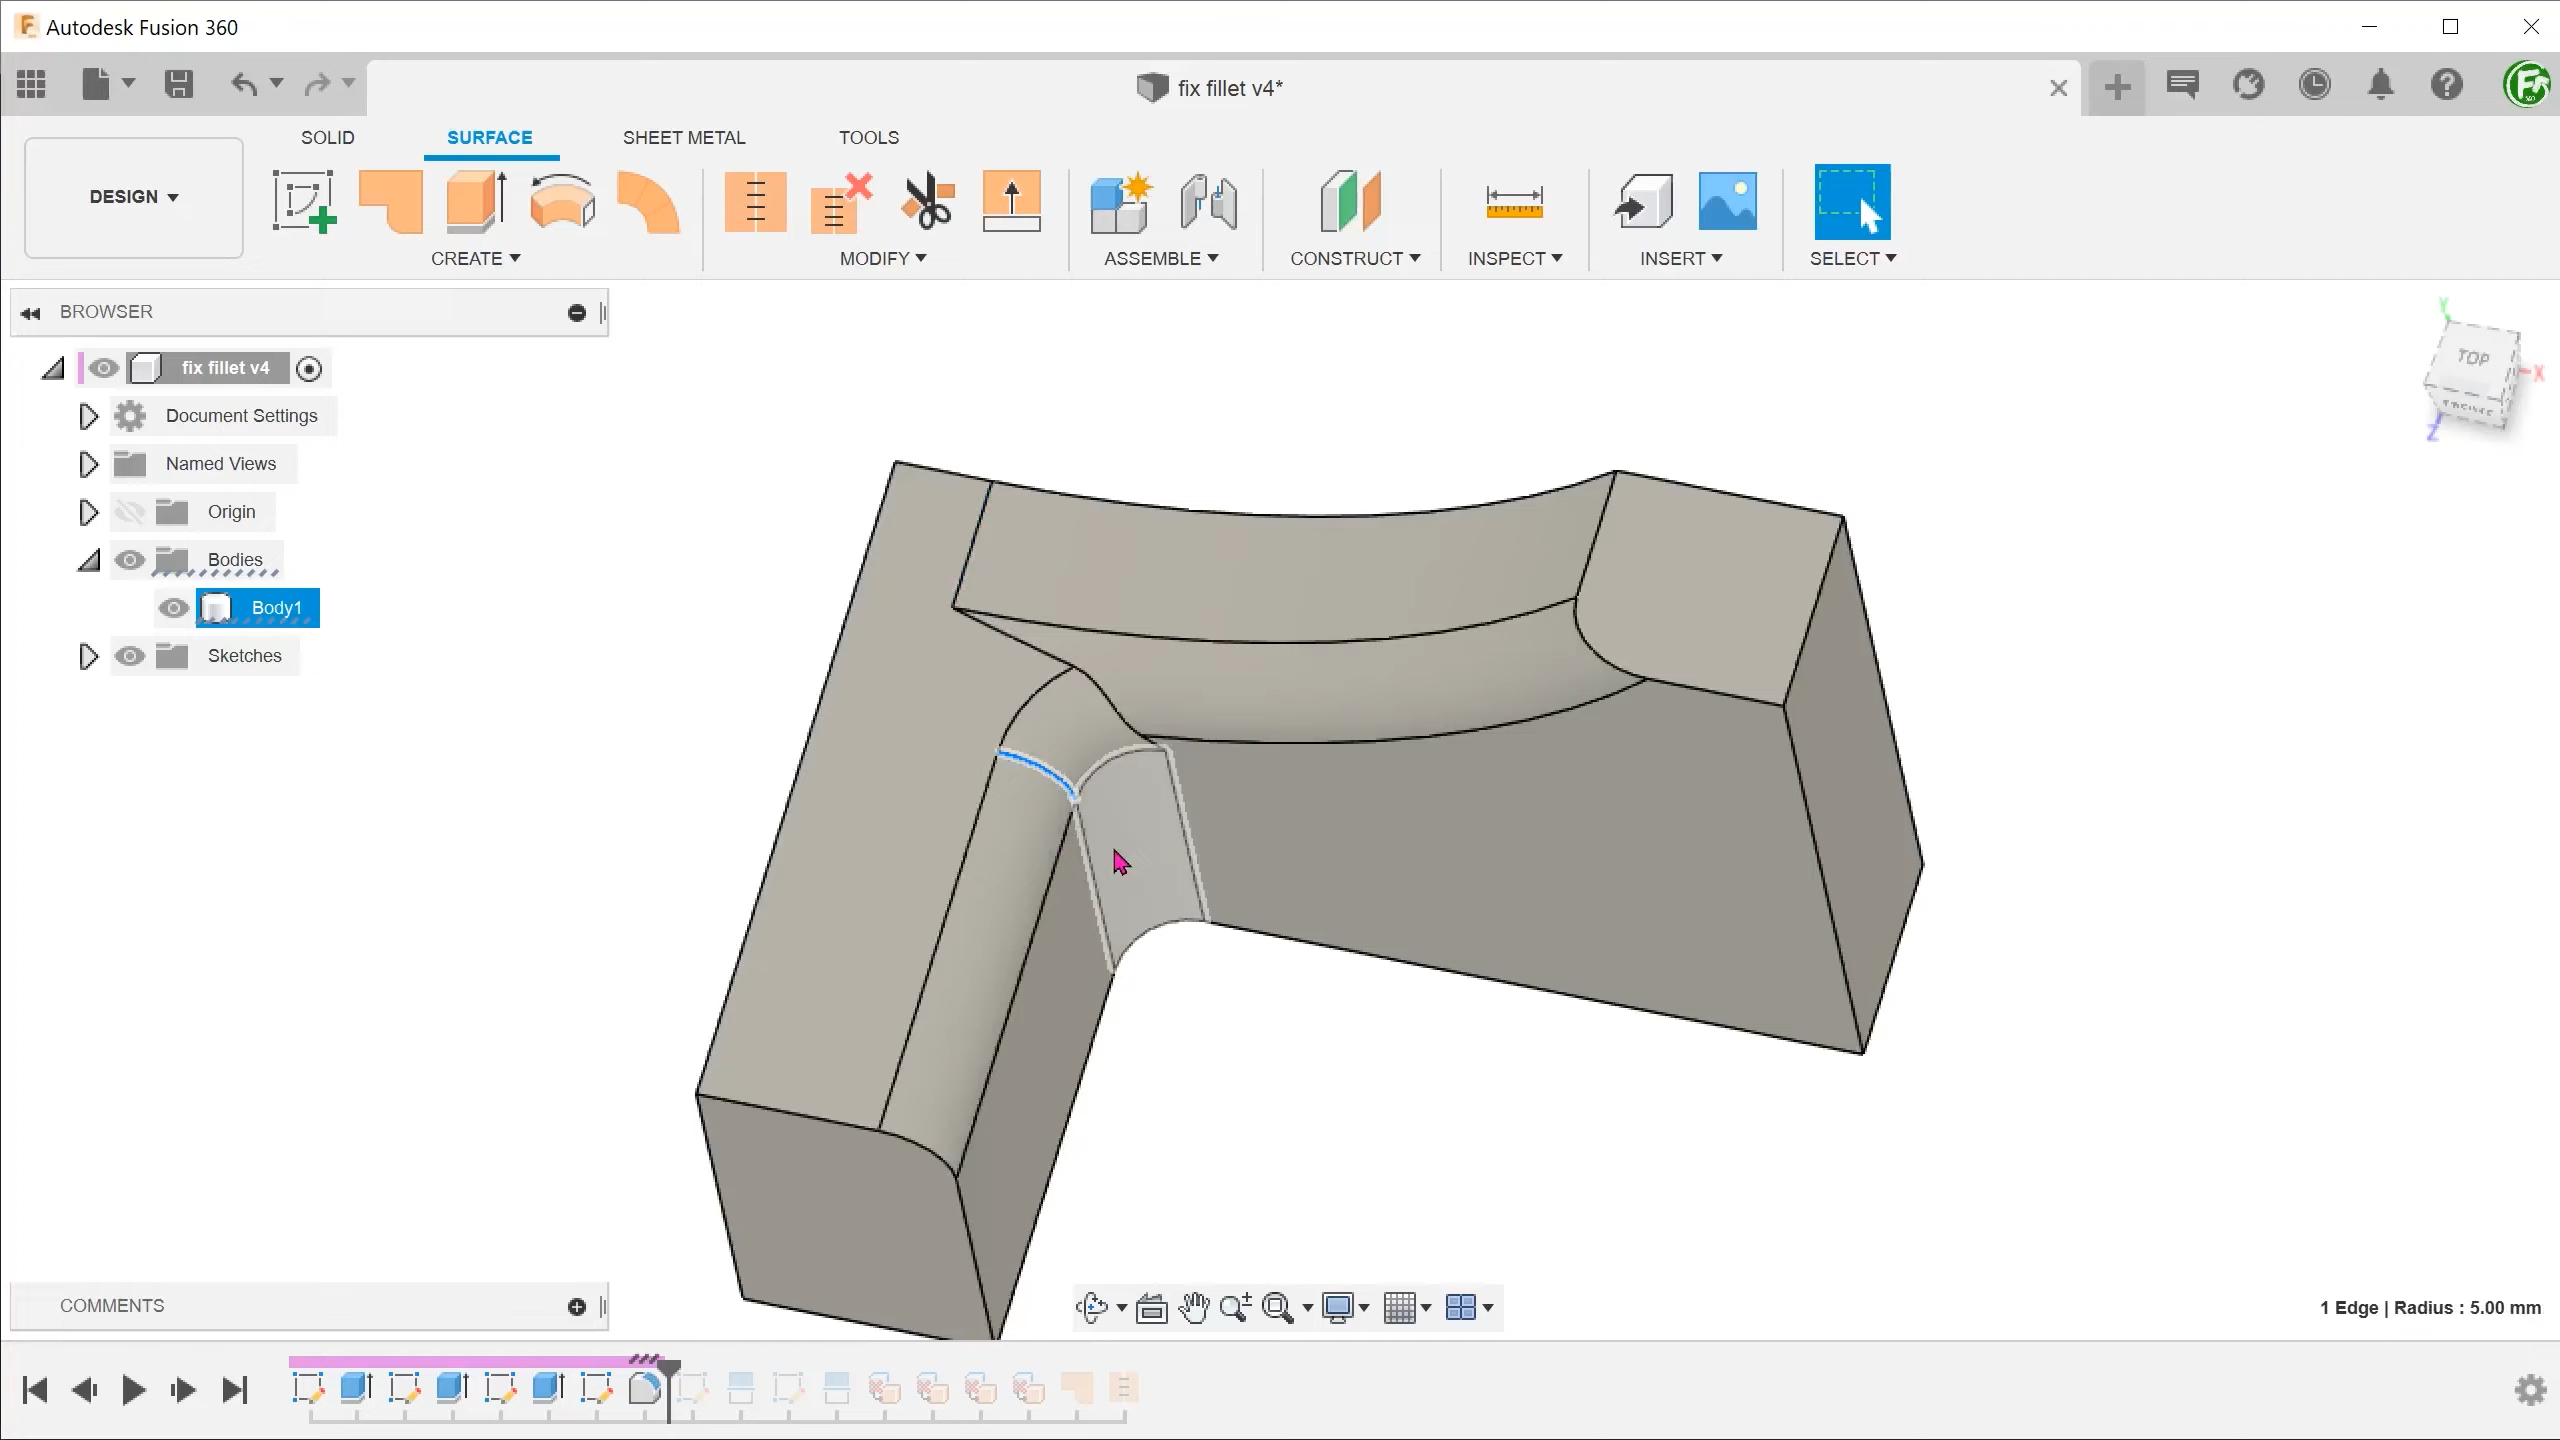 Autodesk Fusion 360
fix fillet v4*
SOLID
SURFACE
SHEET METAL
TOOLS
DESIGN
CREATE
MODIFY
ASSEMBLE
CONSTRUCT
INSPECT
INSERT
SELECT
BROWSER
fix fillet v4
Document Settings
Named Views
Origin
Bodies
Body1
Sketches
Y
TOP
X
Z
COMMENTS
1 Edge | Radius : 5.00 mm